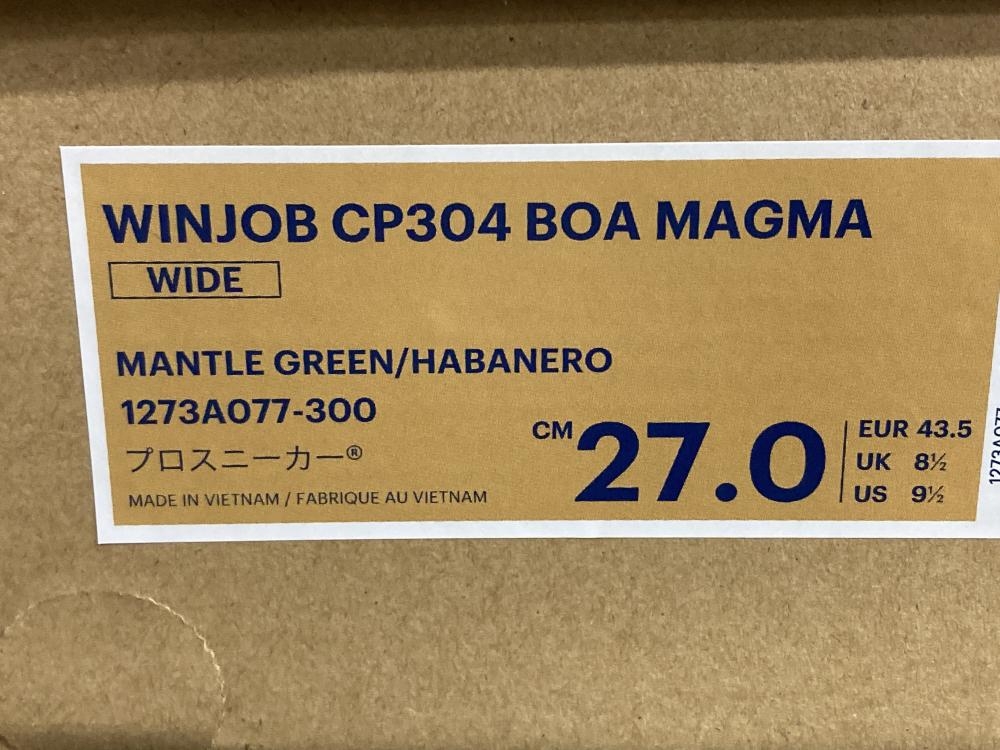 WINJOB CP304 BOA MAGMA
WIDE
MANTLE GREEN/HABANERO
1273A077-300
プロスニーカー®
MADE IN VIETNAM / FABRIQUE AU VIETNAM
CM 27.0
EUR 43.5
UK 8½
US 9½
1273A077